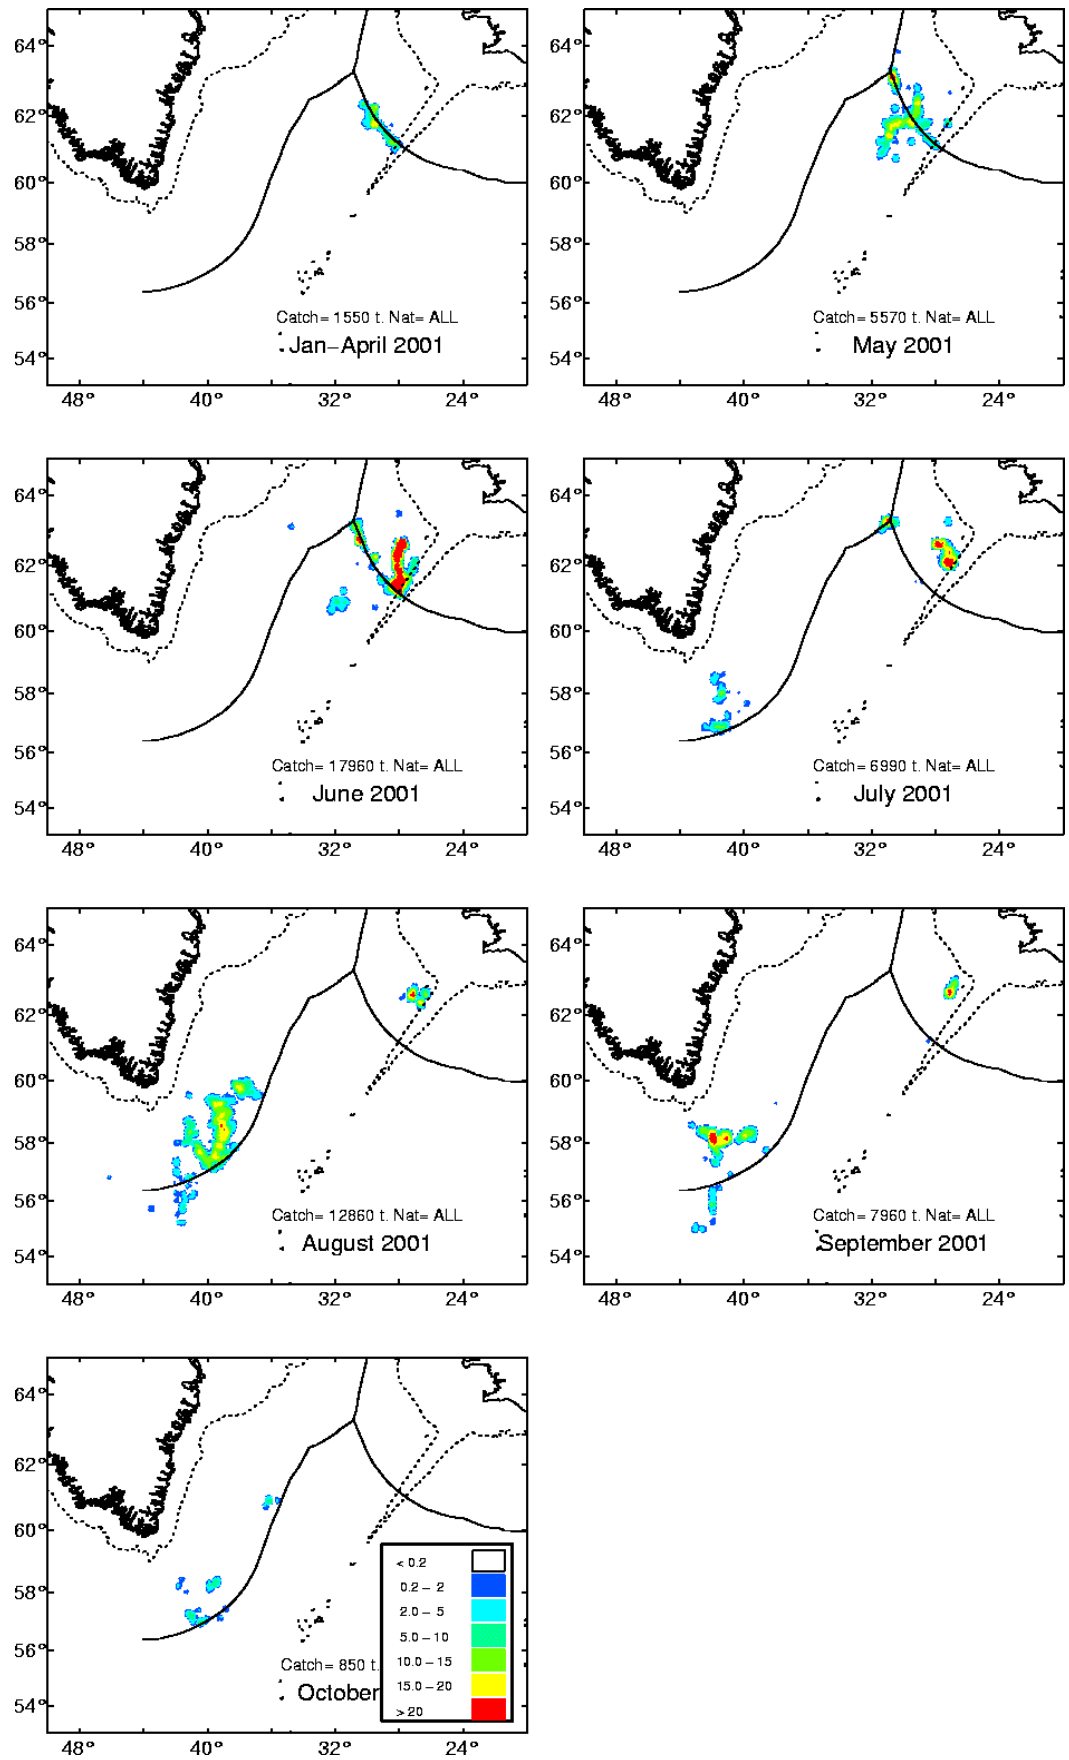 64°
62°
60°
58°
56°
54°
Catch= 1550 t. Nat= ALL
Jan–April 2001
48° 40° 32° 24°
64°
62°
60°
58°
56°
54°
Catch= 5570 t. Nat= ALL
May 2001
48° 40° 32° 24°
64°
62°
60°
58°
56°
54°
Catch= 17960 t. Nat= ALL
June 2001
48° 40° 32° 24°
64°
62°
60°
58°
56°
54°
Catch= 6990 t. Nat= ALL
July 2001
48° 40° 32° 24°
64°
62°
60°
58°
56°
54°
Catch= 12860 t. Nat= ALL
August 2001
48° 40° 32° 24°
64°
62°
60°
58°
56°
54°
Catch= 7960 t. Nat= ALL
September 2001
48° 40° 32° 24°
64°
62°
60°
58°
56°
54°
Catch= 850 t.
October
< 0.2
0.2 – 2
2.0 – 5
5.0 – 10
10.0 – 15
15.0 – 20
> 20
48° 40° 32° 24°